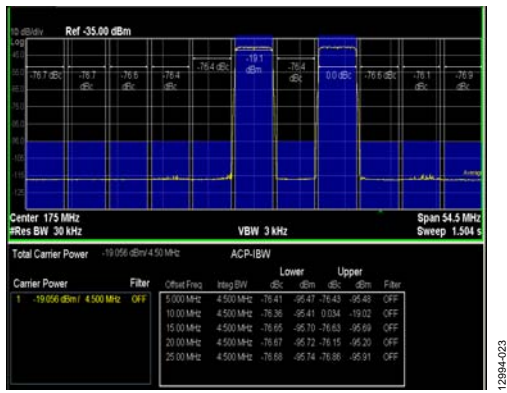 10 dB/div Ref -35.00 dBm
Log
-76.7 dBc -76.7 dBc -76.6 dBc -76.4 dBc -76.4 dBc -19.1 dBm -76.4 dBc 0.0 dBc -76.6 dBc -76.1 dBc -76.9 dBc
Average
Center 175 MHz Span 54.5 MHz
#Res BW 30 kHz VBW 3 kHz Sweep 1.504 s
Total Carrier Power -19.056 dBm/ 4.50 MHz ACP-IBW
Lower Upper
Carrier Power Filter Offset Freq Integ BW dBc dBm dBc dBm Filter
1 -19.056 dBm / 4.500 MHz OFF 5.000 MHz 4.500 MHz -76.41 -95.47 -76.43 -95.48 OFF
10.00 MHz 4.500 MHz -76.36 -95.41 0.034 -19.02 OFF
15.00 MHz 4.500 MHz -76.65 -95.70 -76.63 -95.69 OFF
20.00 MHz 4.500 MHz -76.67 -95.72 -76.15 -95.20 OFF
25.00 MHz 4.500 MHz -76.68 -95.74 -76.86 -95.91 OFF
12994-023